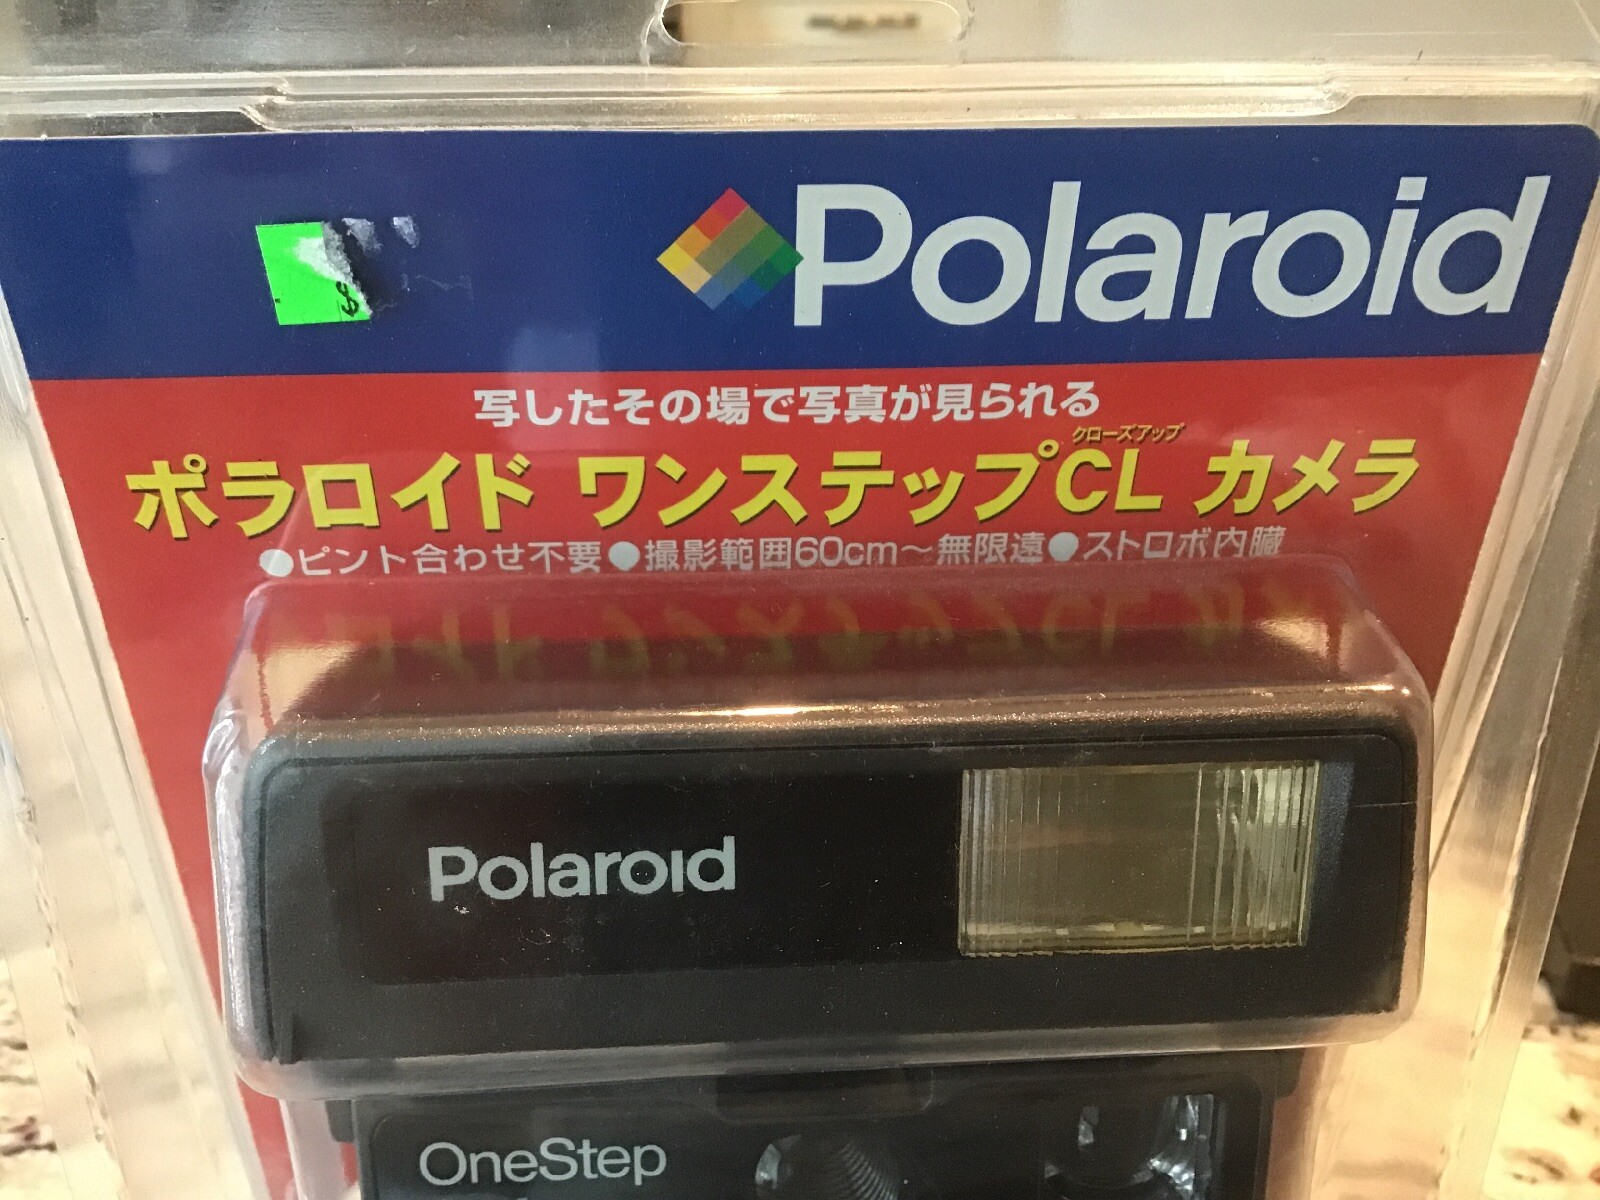 Polaroid
写したその場で写真が見られる
クローズアップ
ポラロイド ワンステップCL カメラ
●ピント合わせ不要●撮影範囲60cm～無限遠●ストロボ内臓
Polaroid
OneStep